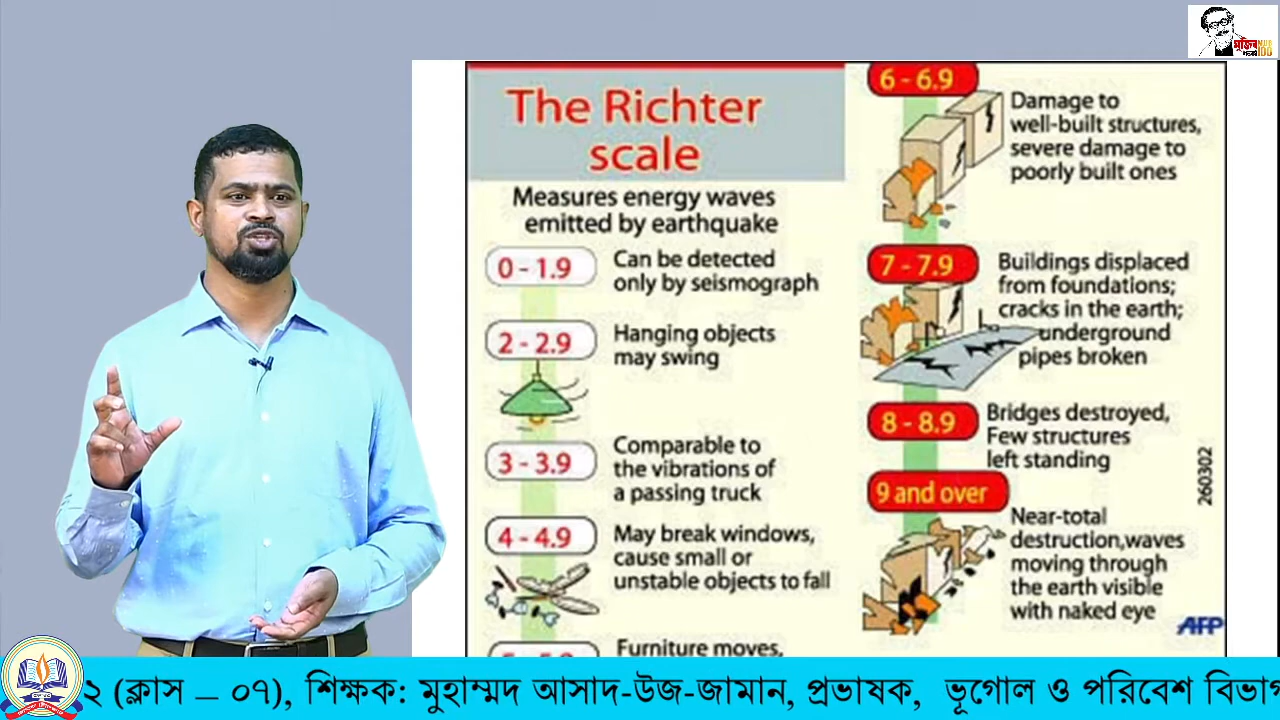 The Richter
scale
Measures energy waves
emitted by earthquake
0 - 1.9
Can be detected
only by seismograph
2 - 2.9
Hanging objects
may swing
3 - 3.9
Comparable to
the vibrations of
a passing truck
4 - 4.9
May break windows,
cause small or
unstable objects to fall
Furniture moves,
6 - 6.9
Damage to
well-built structures,
severe damage to
poorly built ones
7 - 7.9
Buildings displaced
from foundations;
cracks in the earth;
underground
pipes broken
8 - 8.9
Bridges destroyed,
Few structures
left standing
9 and over
Near-total
destruction,waves
moving through
the earth visible
with naked eye
260302
AFP
২ (ক্লাস – ০৭), শিক্ষক: মুহাম্মদ আসাদ-উজ-জামান, প্রভাষক, ভূগোল ও পরিবেশ বিভাগ